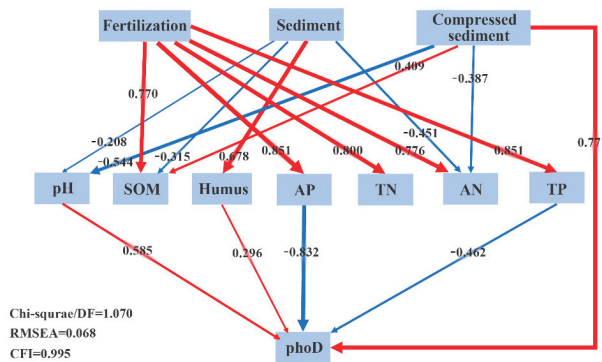 Fertilization
Sediment
Compressed
sediment
0.770
0.409
-0.387
-0.208
-0.544
-0.315
0.678
0.851
0.800
-0.451
0.776
0.851
0.77
pH
SOM
Humus
AP
TN
AN
TP
0.585
0.296
-0.832
-0.462
Chi-squrae/DF=1.070
RMSEA=0.068
CFI=0.995
phoD